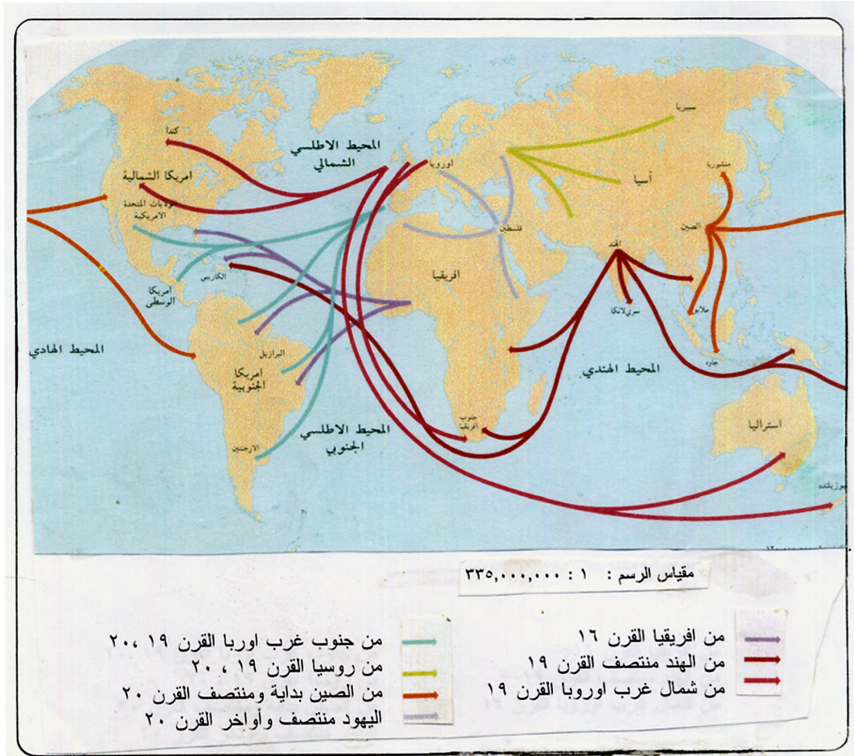 سيبريا
كندا
المحيط الاطلسي
الشمالي
اوروبا
منشوريا
امريكا الشمالية
آسيا
الولايات المتحدة
الامريكية
فلسطين
الصين
الهند
الكاريبي
افريقيا
أمريكا
الوسطى
سري لانكا
ملايو
المحيط الهادي
البرازيل
جاوه
امريكا
الجنوبية
المحيط الهندي
جنوب
افريقيا
استراليا
المحيط الاطلسي
الجنوبي
الارجنتين
مقياس الرسم : ١ : ٣٣٥,٠٠٠,٠٠٠
من افريقيا القرن ١٦
من الهند منتصف القرن ١٩
من شمال غرب اوروبا القرن ١٩
من جنوب غرب اوربا القرن ١٩ ،٢٠
من روسيا القرن ١٩ ، ٢٠
من الصين بداية ومنتصف القرن ٢٠
اليهود منتصف وأواخر القرن ٢٠